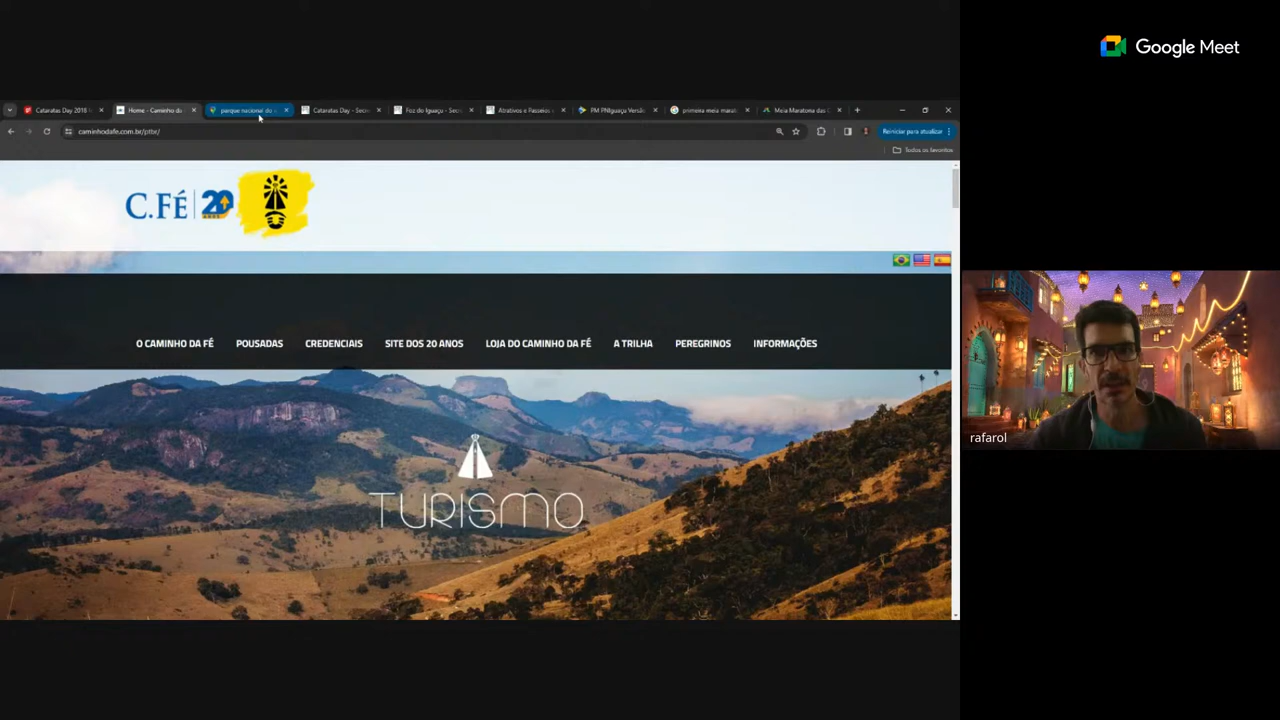 Google Meet
Cataratas Day 2018
Home - Caminho da
parque nacional do
Cataratas Day - Secre
Foz do Iguaçu - Secre
Atrativos e Passeios
PM PNIguaçu Versão
primeira meia marat
Meia Maratona das C
caminhodafe.com.br/ptbr/
Reiniciar para atualizar
Todos os favoritos
C.FÉ 20
ANOS
O CAMINHO DA FÉ
POUSADAS
CREDENCIAIS
SITE DOS 20 ANOS
LOJA DO CAMINHO DA FÉ
A TRILHA
PEREGRINOS
INFORMAÇÕES
TURISMO
rafarol